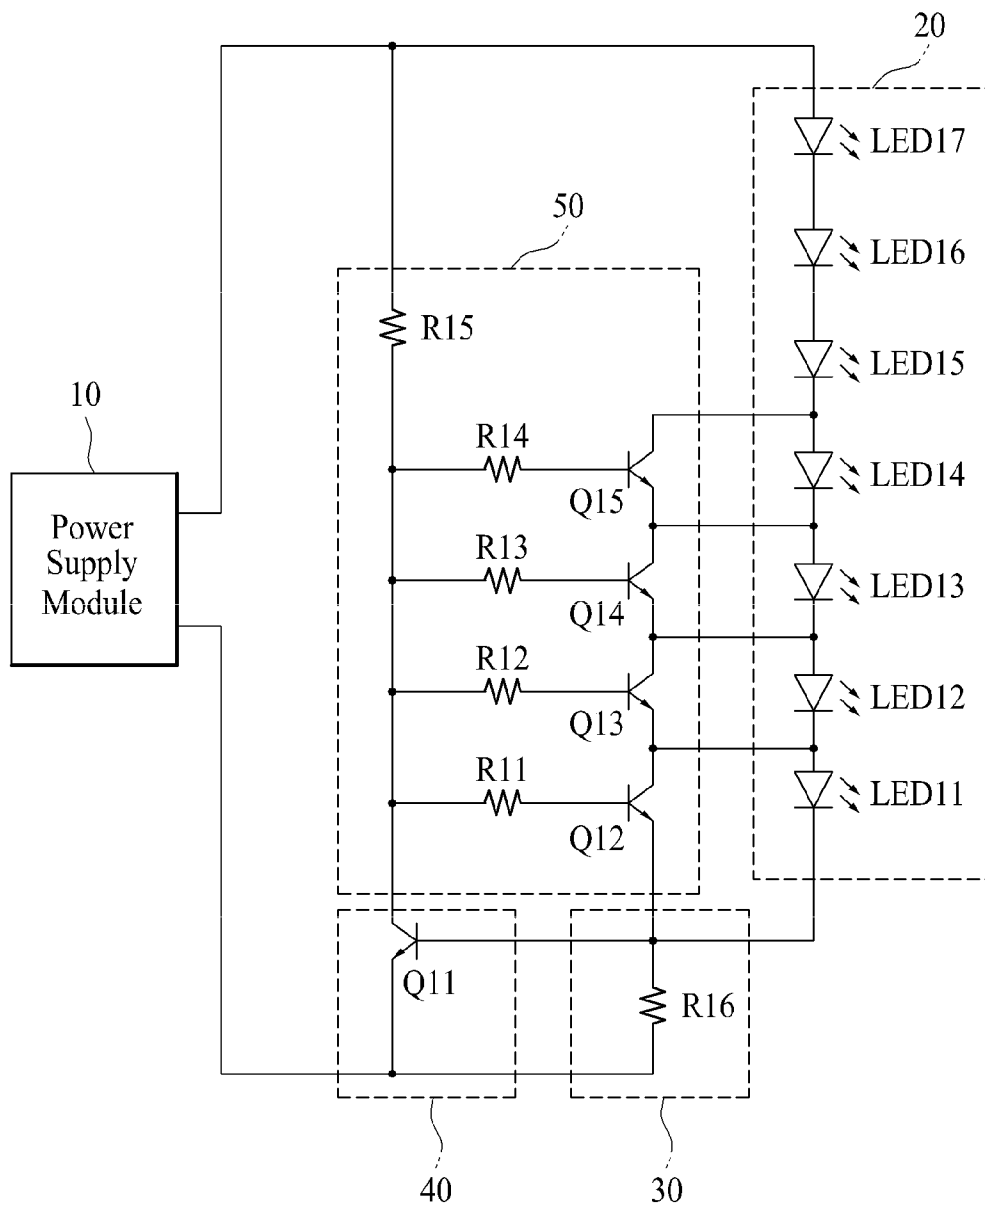 20
LED17
50
LED16
R15
LED15
10
R14
LED14
Q15
Power
Supply
Module
R13
LED13
Q14
R12
LED12
Q13
R11
LED11
Q12
Q11
R16
40
30